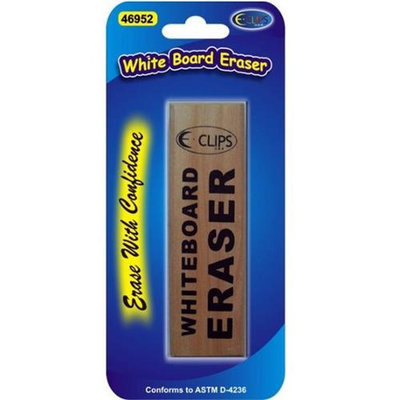 46952
E-CLIPS
U.S.A.
White Board Eraser
Erase With Confidence
E-CLIPS
WHITEBOARD
ERASER
Conforms to ASTM D-4236